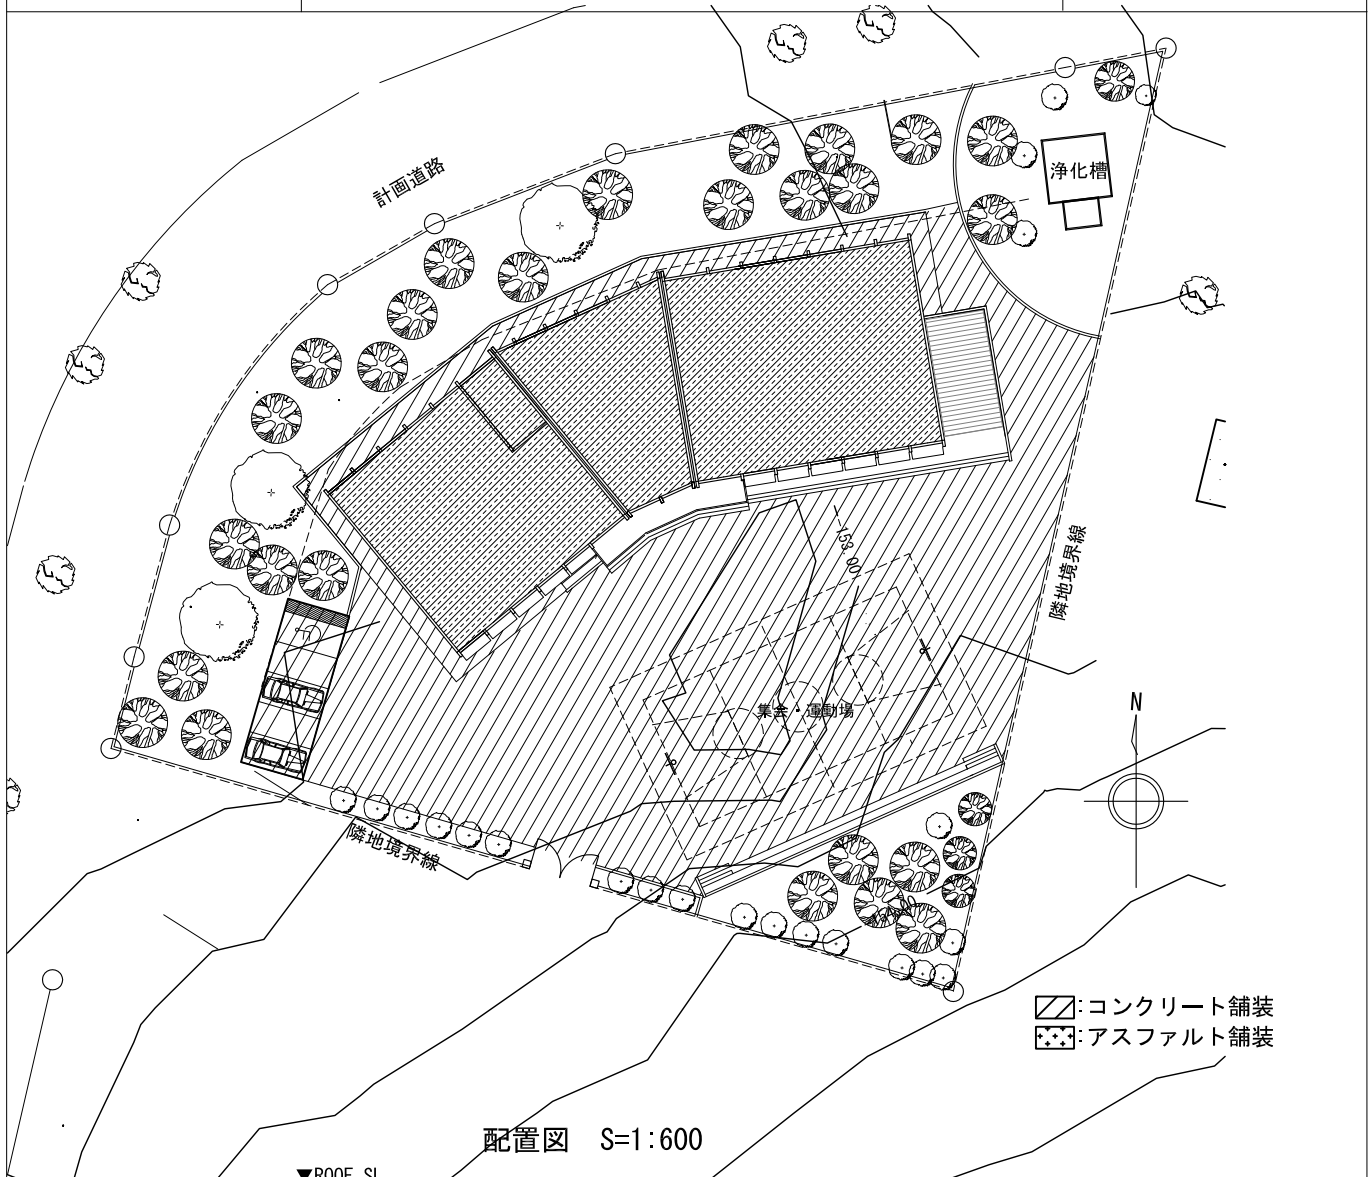 計画道路
浄化槽
153.00
隣地境界線
集会・運動場
N
隣地境界線
:コンクリート舗装
:アスファルト舗装
配置図 S=1:600
▼ROOF SL